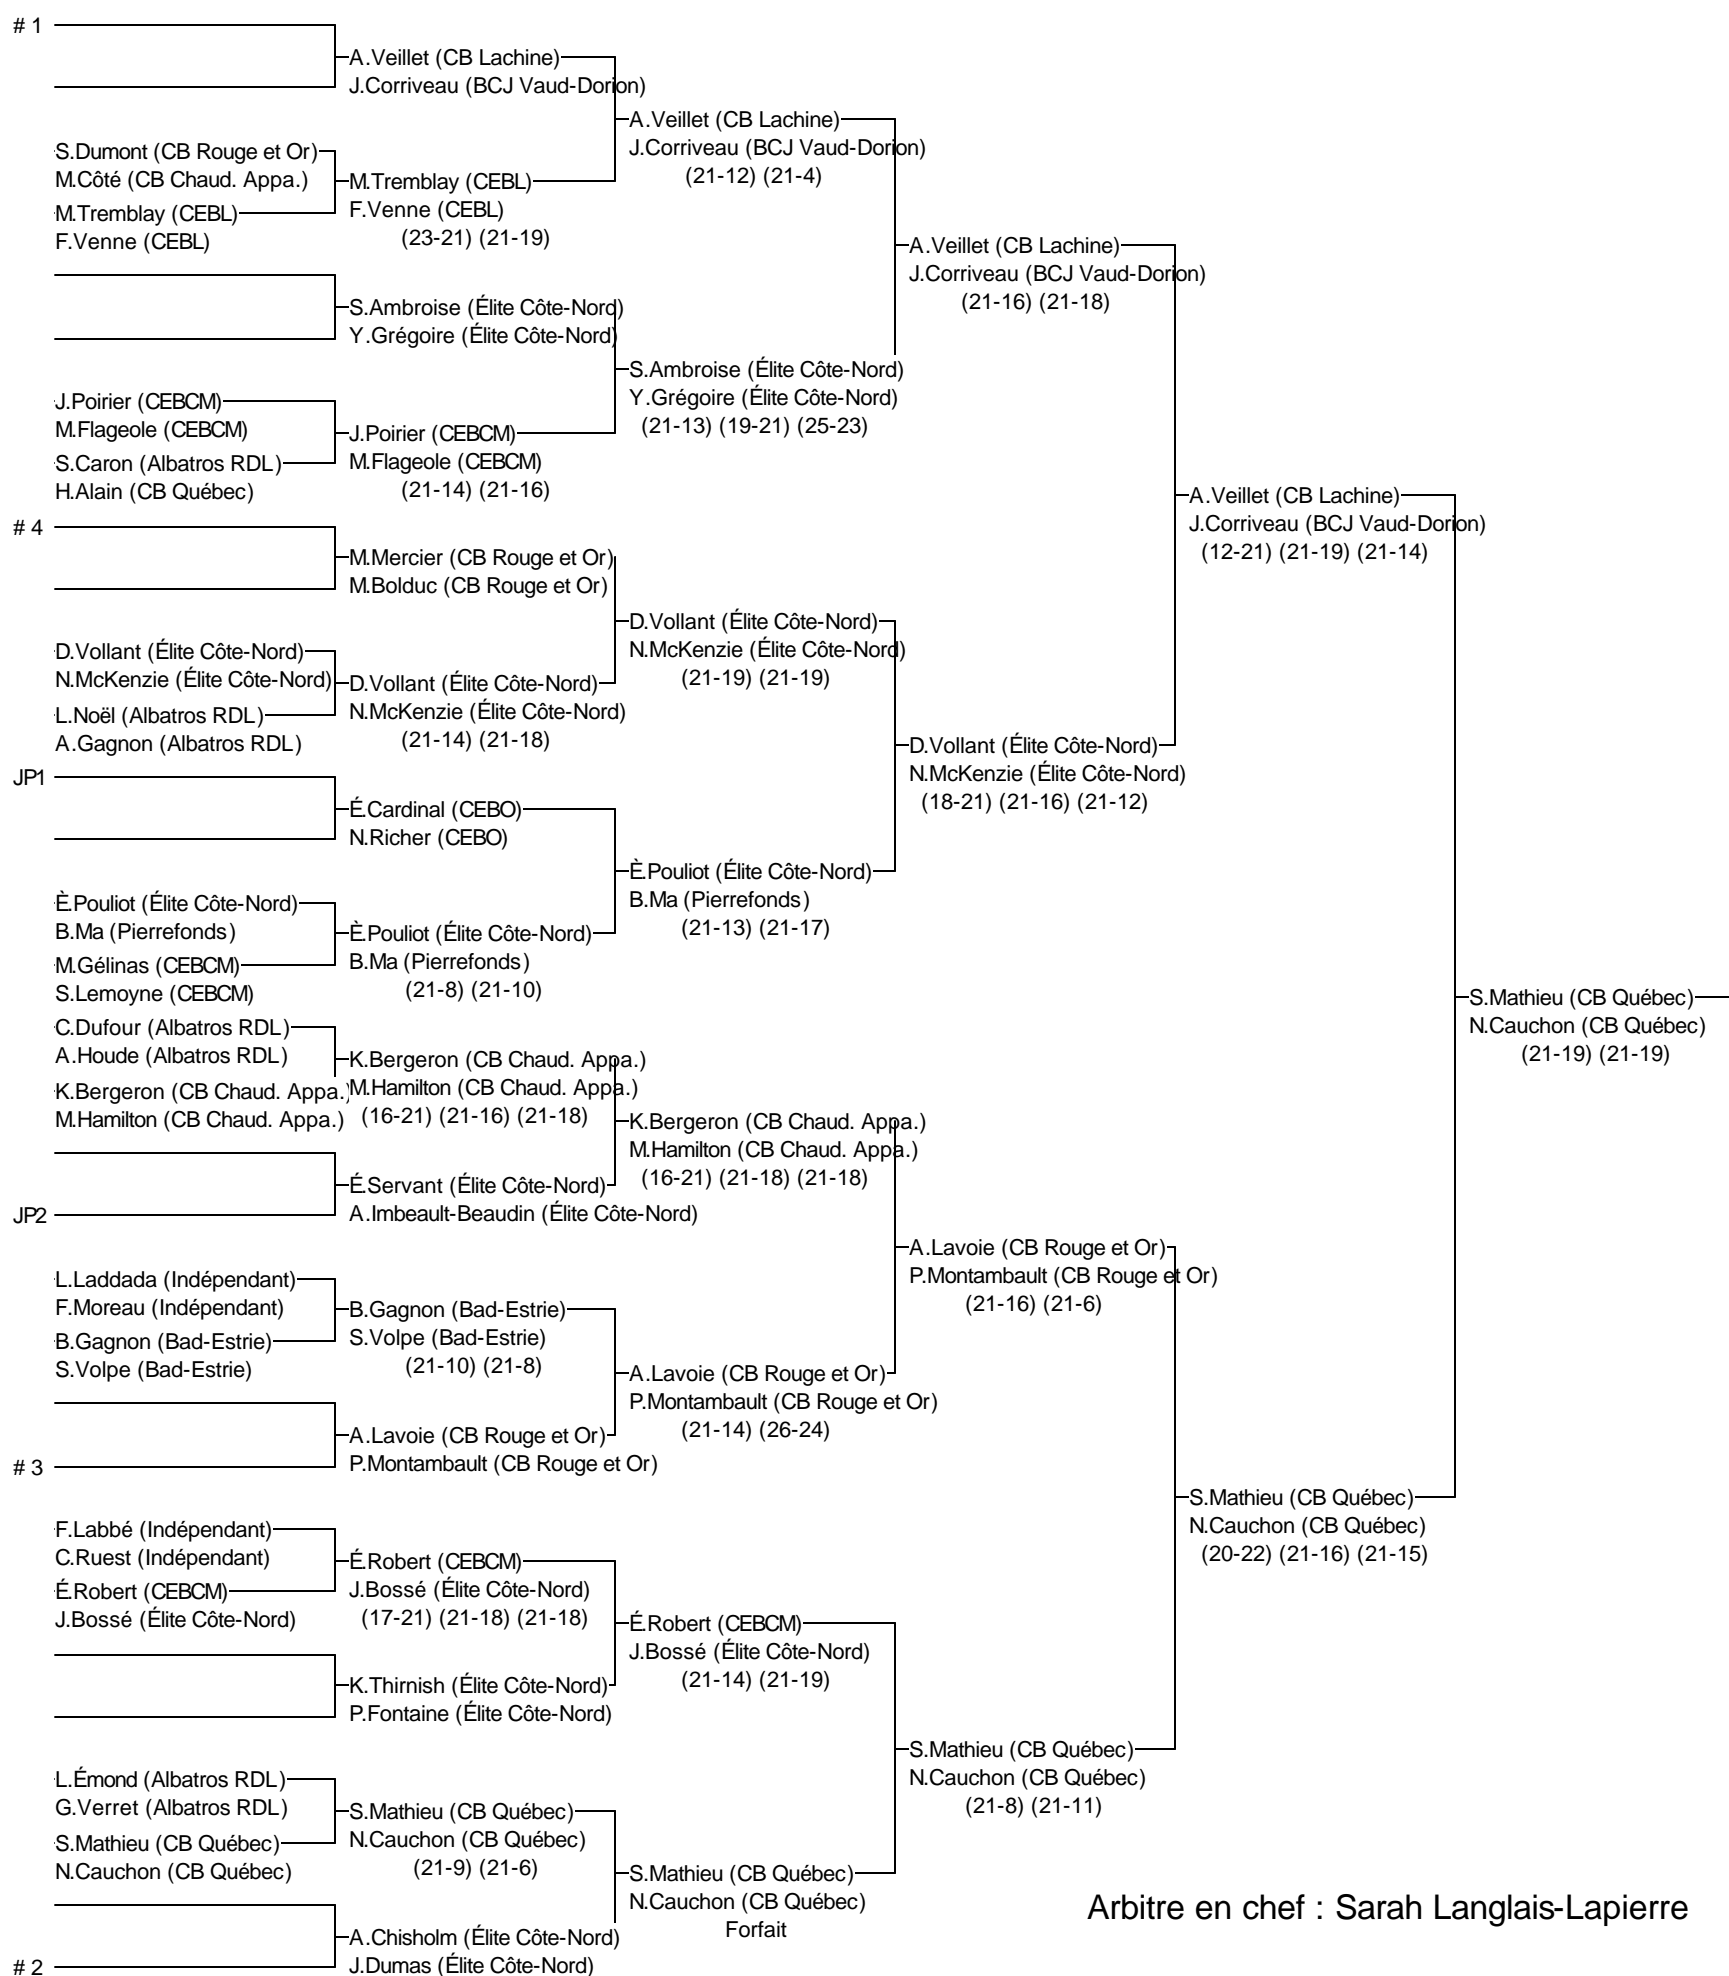 # 1
A.Veillet (CB Lachine)
J.Corriveau (BCJ Vaud-Dorion)
A.Veillet (CB Lachine)
J.Corriveau (BCJ Vaud-Dorion)
(21-12) (21-4)
S.Dumont (CB Rouge et Or)
M.Côté (CB Chaud. Appa.)
M.Tremblay (CEBL)
F.Venne (CEBL)
M.Tremblay (CEBL)
F.Venne (CEBL)
(23-21) (21-19)
A.Veillet (CB Lachine)
J.Corriveau (BCJ Vaud-Dorion)
(21-16) (21-18)
S.Ambroise (Élite Côte-Nord)
Y.Grégoire (Élite Côte-Nord)
S.Ambroise (Élite Côte-Nord)
Y.Grégoire (Élite Côte-Nord)
(21-13) (19-21) (25-23)
J.Poirier (CEBCM)
M.Flageole (CEBCM)
S.Caron (Albatros RDL)
H.Alain (CB Québec)
J.Poirier (CEBCM)
M.Flageole (CEBCM)
(21-14) (21-16)
A.Veillet (CB Lachine)
J.Corriveau (BCJ Vaud-Dorion)
(12-21) (21-19) (21-14)
# 4
M.Mercier (CB Rouge et Or)
M.Bolduc (CB Rouge et Or)
D.Vollant (Élite Côte-Nord)
N.McKenzie (Élite Côte-Nord)
(21-19) (21-19)
D.Vollant (Élite Côte-Nord)
N.McKenzie (Élite Côte-Nord)
L.Noël (Albatros RDL)
A.Gagnon (Albatros RDL)
D.Vollant (Élite Côte-Nord)
N.McKenzie (Élite Côte-Nord)
(21-14) (21-18)
D.Vollant (Élite Côte-Nord)
N.McKenzie (Élite Côte-Nord)
(18-21) (21-16) (21-12)
JP1
É.Cardinal (CEBO)
N.Richer (CEBO)
È.Pouliot (Élite Côte-Nord)
B.Ma (Pierrefonds)
(21-13) (21-17)
È.Pouliot (Élite Côte-Nord)
B.Ma (Pierrefonds)
M.Gélinas (CEBCM)
S.Lemoyne (CEBCM)
È.Pouliot (Élite Côte-Nord)
B.Ma (Pierrefonds)
(21-8) (21-10)
S.Mathieu (CB Québec)
N.Cauchon (CB Québec)
(21-19) (21-19)
C.Dufour (Albatros RDL)
A.Houde (Albatros RDL)
K.Bergeron (CB Chaud. Appa.)
M.Hamilton (CB Chaud. Appa.)
K.Bergeron (CB Chaud. Appa.)
M.Hamilton (CB Chaud. Appa.)
(16-21) (21-16) (21-18)
K.Bergeron (CB Chaud. Appa.)
M.Hamilton (CB Chaud. Appa.)
(16-21) (21-18) (21-18)
JP2
É.Servant (Élite Côte-Nord)
A.Imbeault-Beaudin (Élite Côte-Nord)
A.Lavoie (CB Rouge et Or)
P.Montambault (CB Rouge et Or)
(21-16) (21-6)
L.Laddada (Indépendant)
F.Moreau (Indépendant)
B.Gagnon (Bad-Estrie)
S.Volpe (Bad-Estrie)
B.Gagnon (Bad-Estrie)
S.Volpe (Bad-Estrie)
(21-10) (21-8)
A.Lavoie (CB Rouge et Or)
P.Montambault (CB Rouge et Or)
(21-14) (26-24)
# 3
A.Lavoie (CB Rouge et Or)
P.Montambault (CB Rouge et Or)
S.Mathieu (CB Québec)
N.Cauchon (CB Québec)
(20-22) (21-16) (21-15)
F.Labbé (Indépendant)
C.Ruest (Indépendant)
É.Robert (CEBCM)
J.Bossé (Élite Côte-Nord)
É.Robert (CEBCM)
J.Bossé (Élite Côte-Nord)
(17-21) (21-18) (21-18)
É.Robert (CEBCM)
J.Bossé (Élite Côte-Nord)
(21-14) (21-19)
K.Thirnish (Élite Côte-Nord)
P.Fontaine (Élite Côte-Nord)
S.Mathieu (CB Québec)
N.Cauchon (CB Québec)
(21-8) (21-11)
L.Émond (Albatros RDL)
G.Verret (Albatros RDL)
S.Mathieu (CB Québec)
N.Cauchon (CB Québec)
S.Mathieu (CB Québec)
N.Cauchon (CB Québec)
(21-9) (21-6)
S.Mathieu (CB Québec)
N.Cauchon (CB Québec)
Forfait
Arbitre en chef : Sarah Langlais-Lapierre
A.Chisholm (Élite Côte-Nord)
J.Dumas (Élite Côte-Nord)
# 2